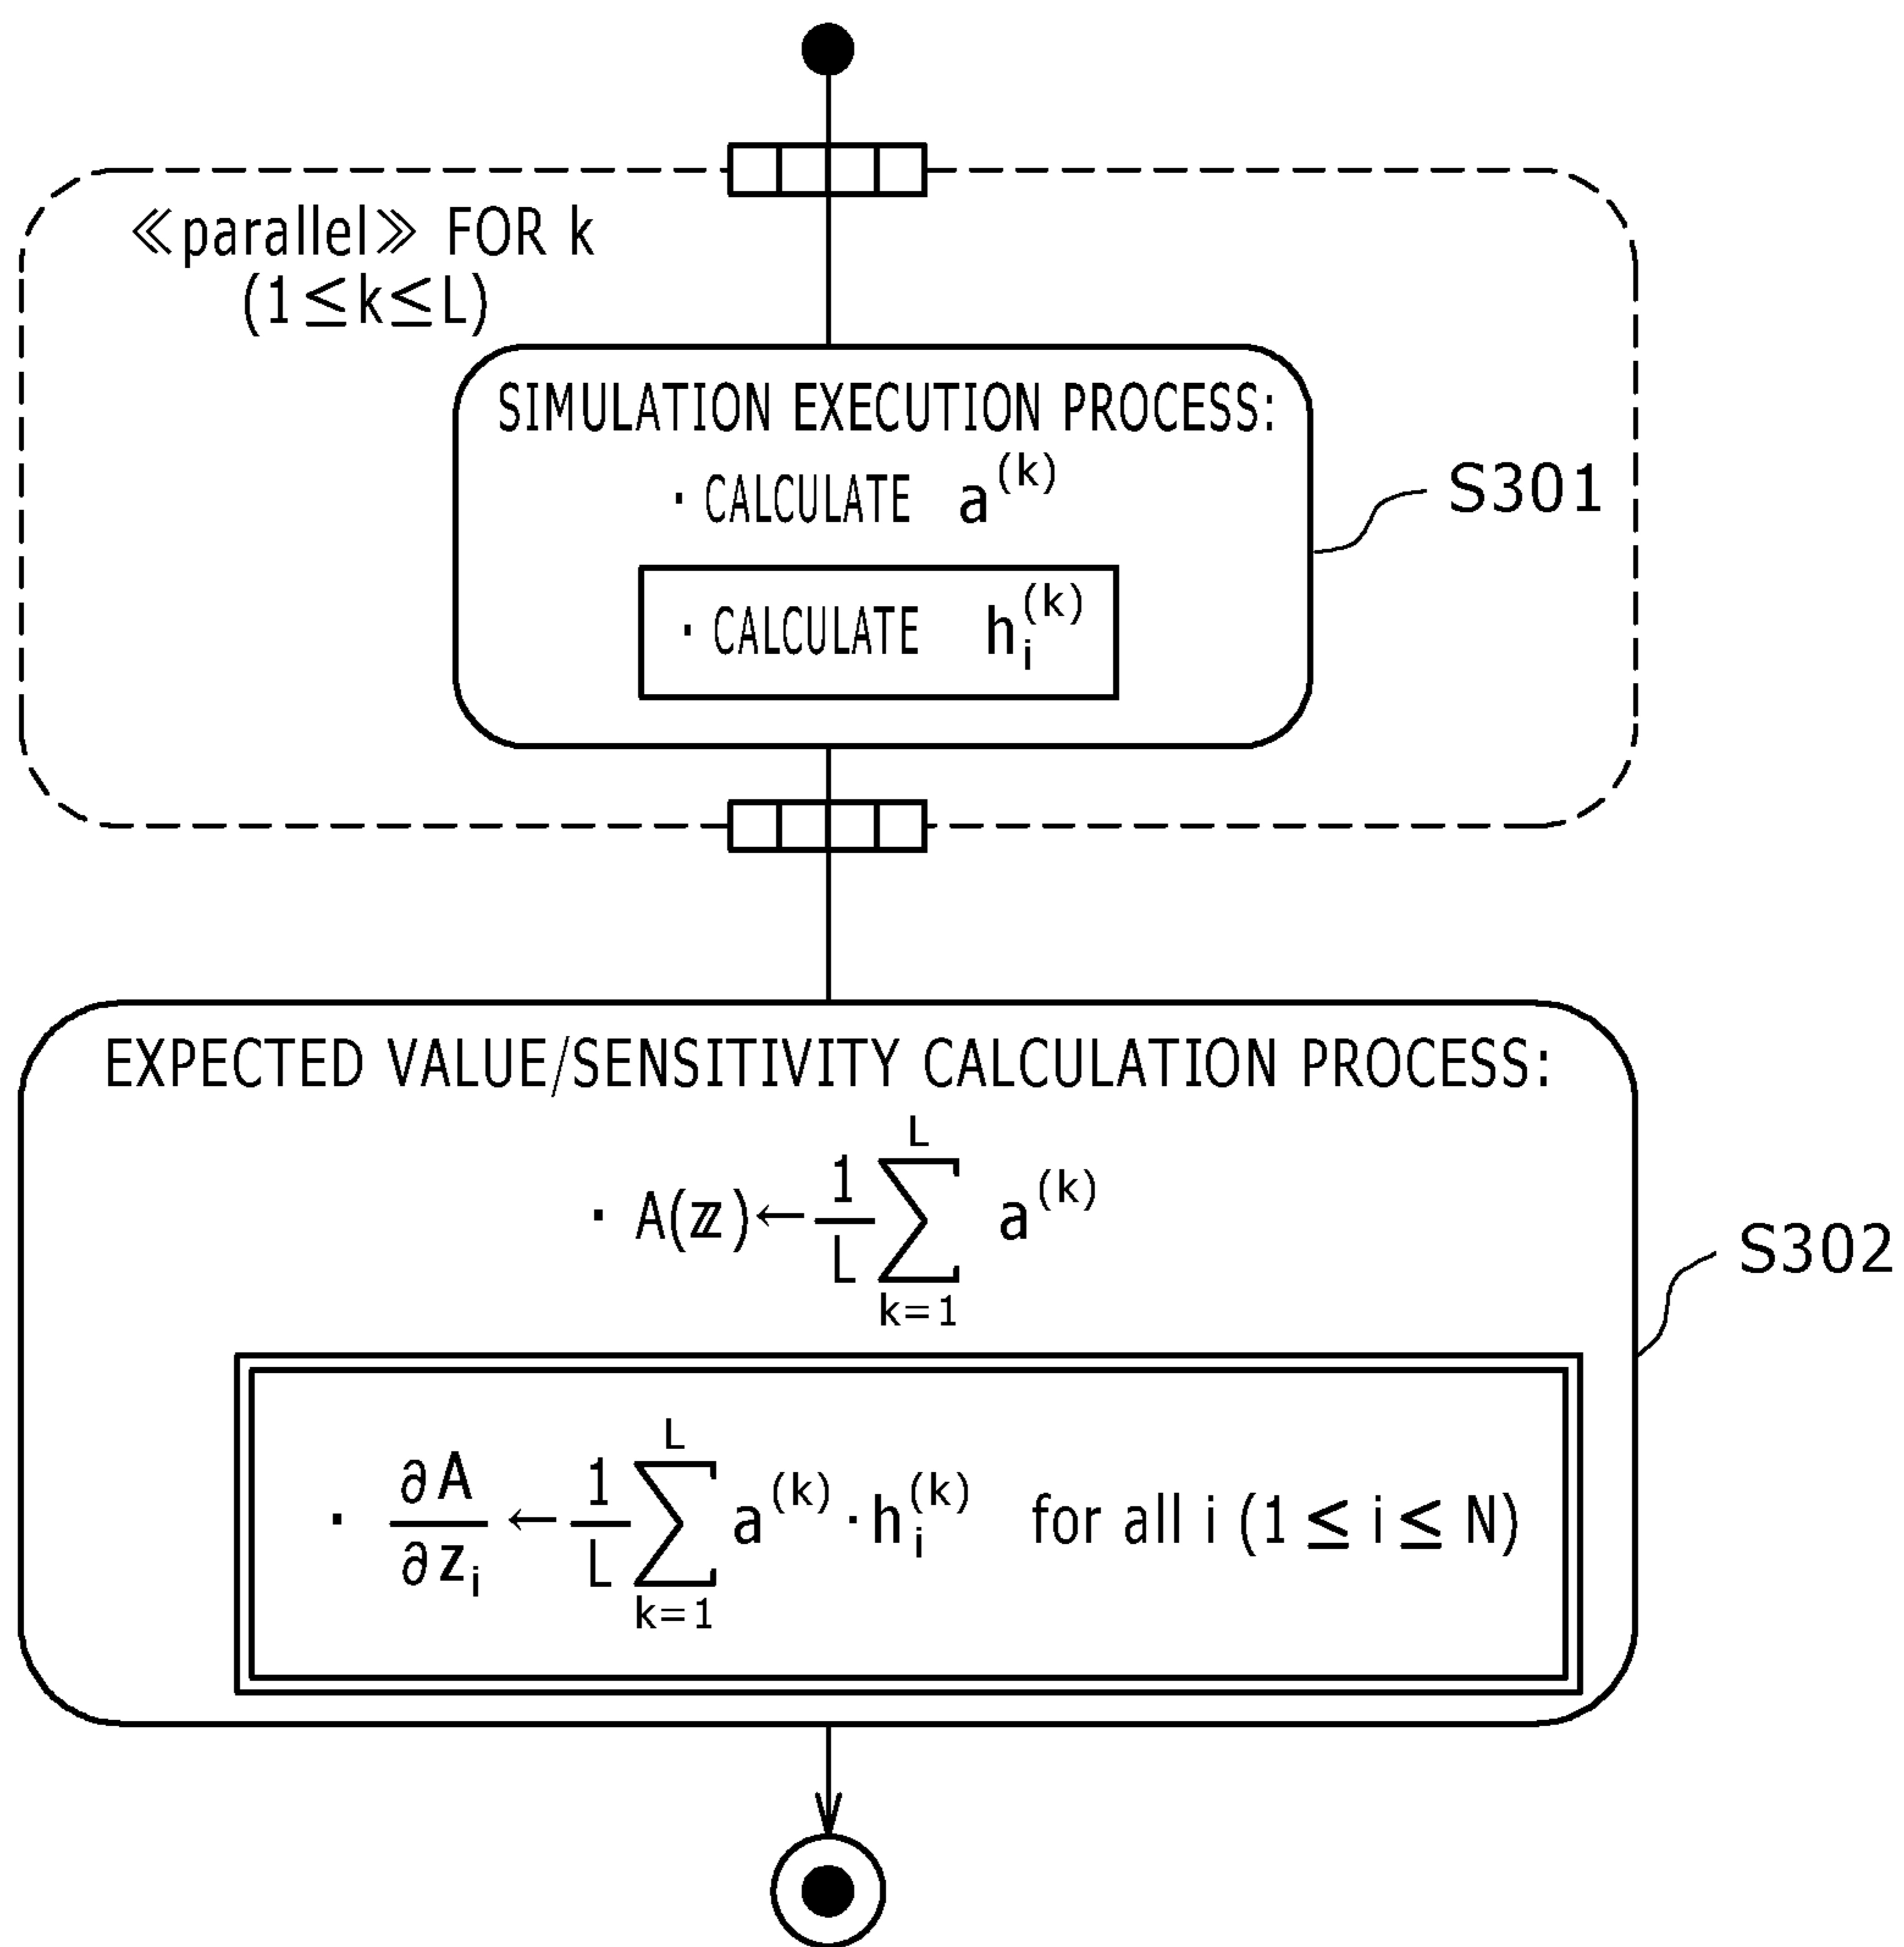 ≪parallel≫ FOR k
(1≤k≤L)
SIMULATION EXECUTION PROCESS:
· CALCULATE a^(k)
S301
· CALCULATE h_i^(k)
EXPECTED VALUE/SENSITIVITY CALCULATION PROCESS:
· A(𝕫)←1/L ∑_{k=1}^{L} a^(k)
S302
· ∂A/∂z_i ← 1/L ∑_{k=1}^{L} a^(k) · h_i^(k) for all i (1 ≤ i ≤ N)